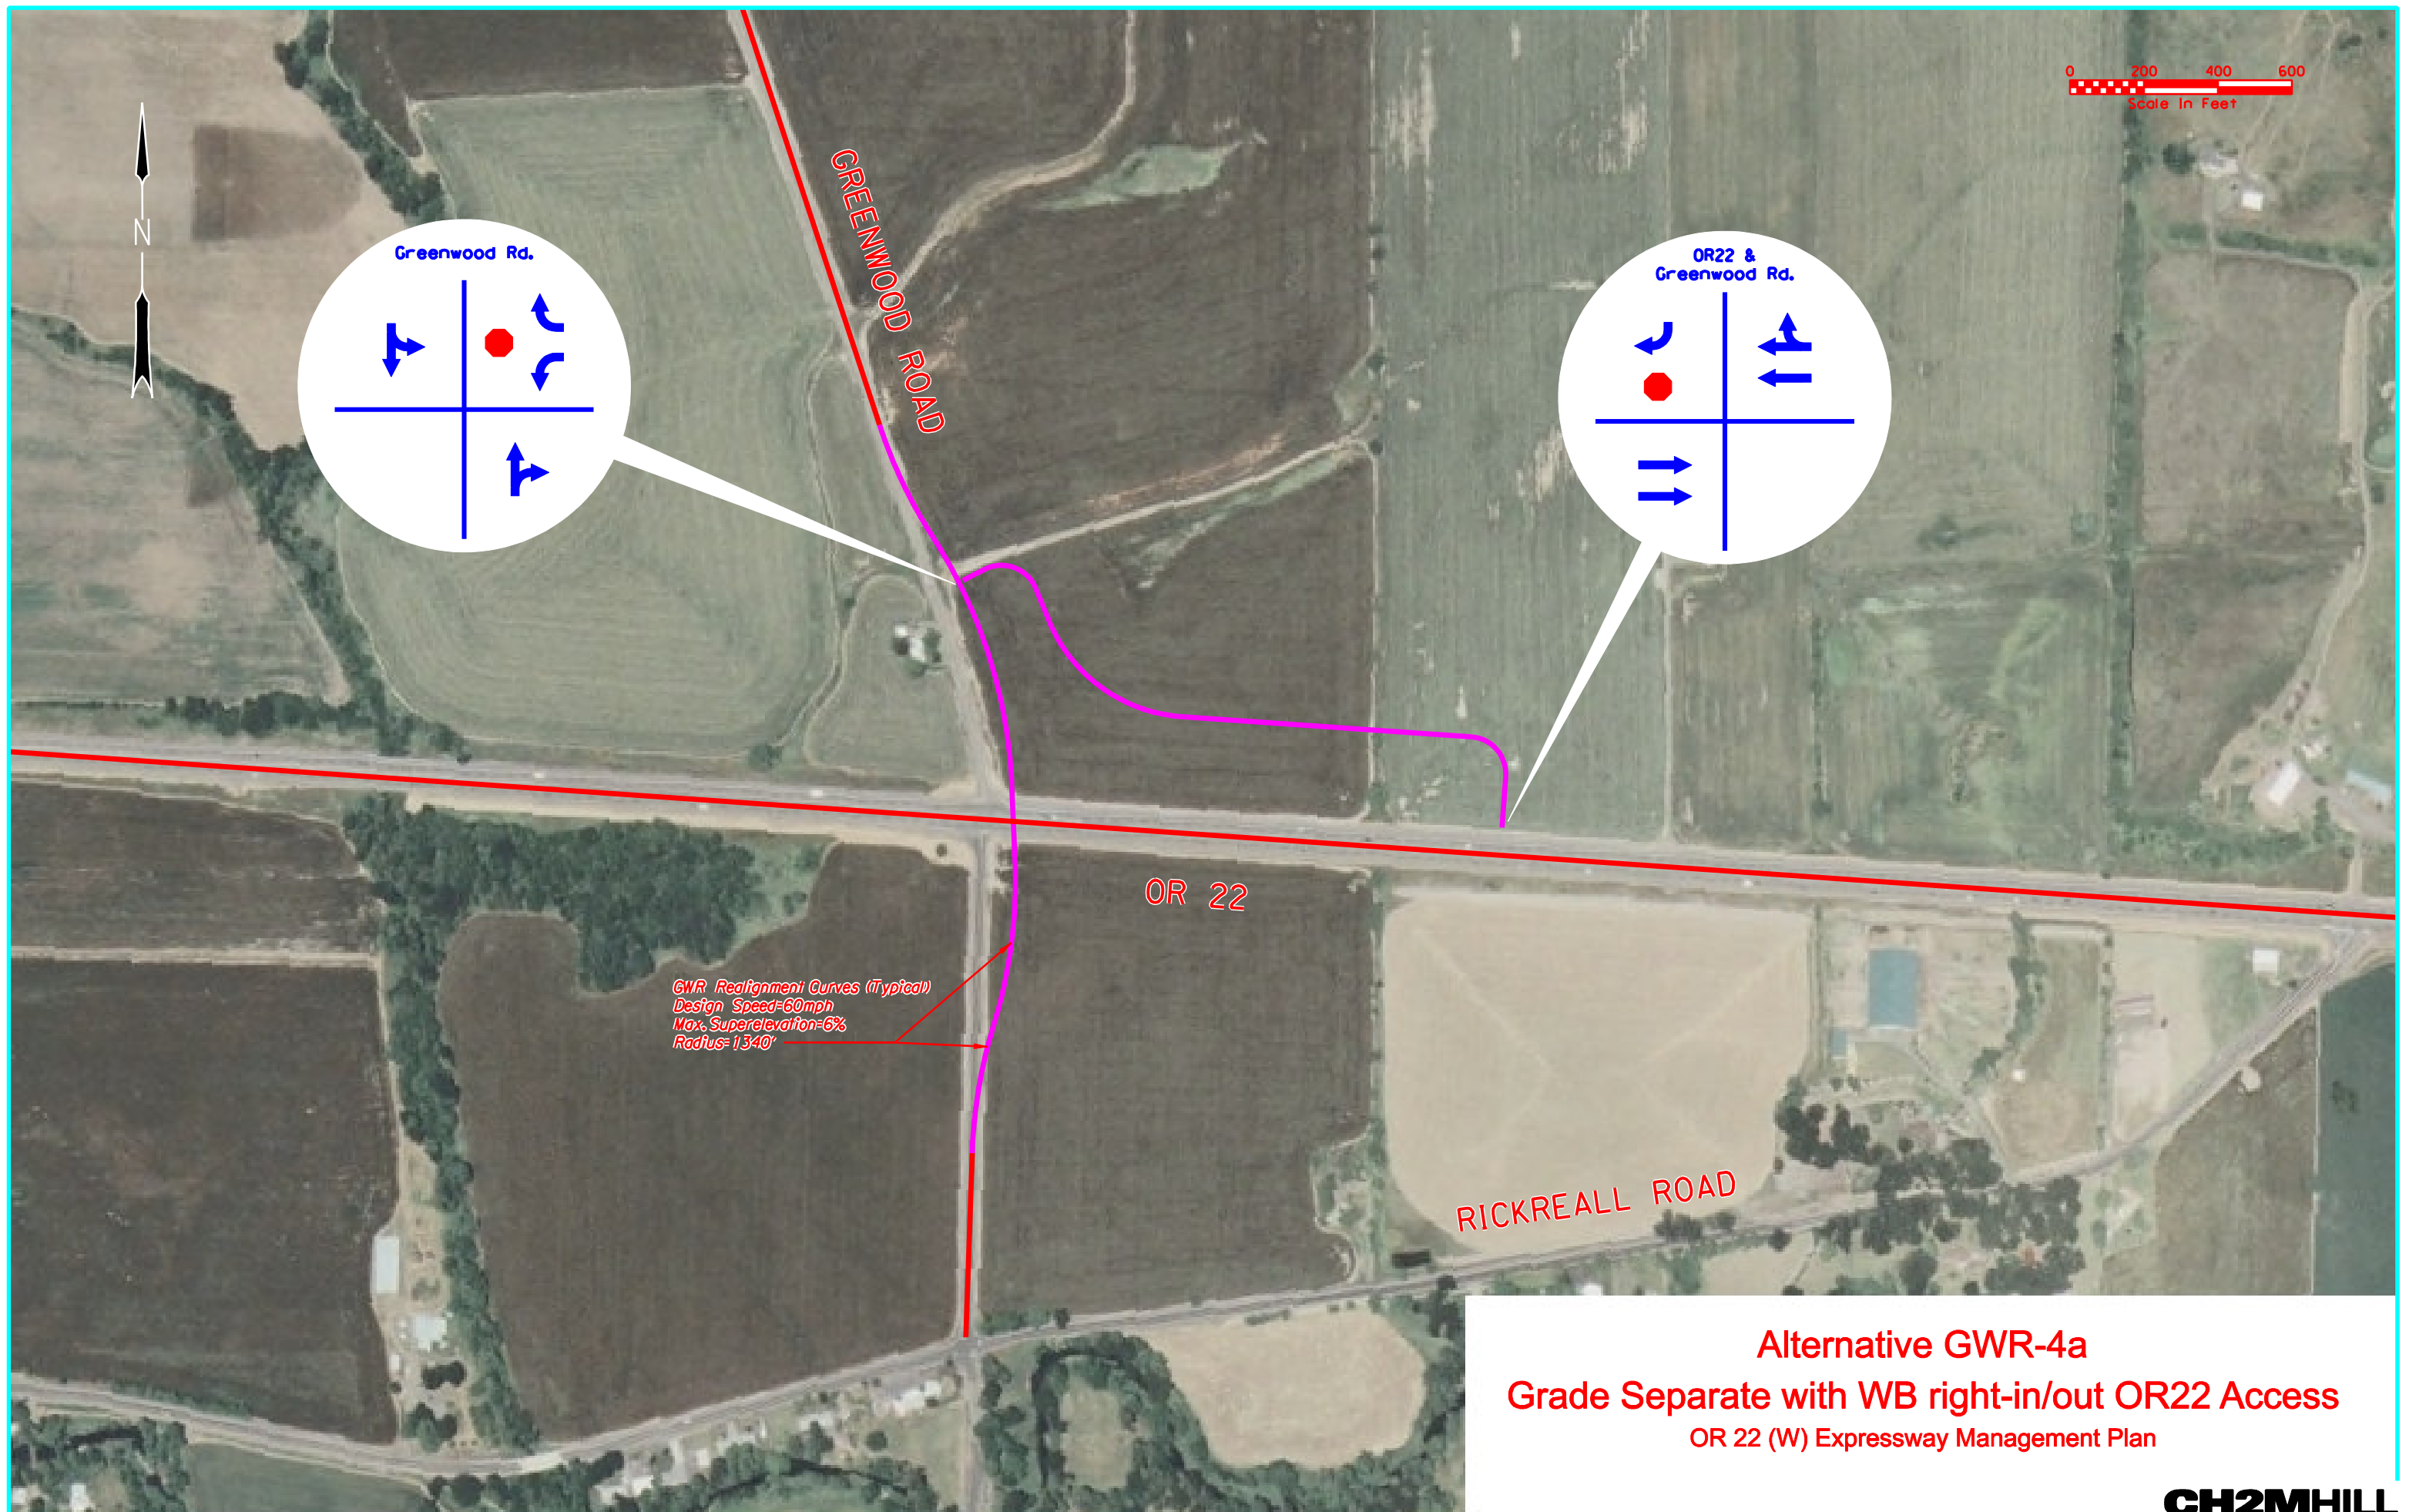 0 200 400 600
Scale In Feet
N
Greenwood Rd.
OR22 &
Greenwood Rd.
GREENWOOD ROAD
OR 22
GWR Realignment Curves (Typical)
Design Speed=60mph
Max. Superelevation=6%
Radius=1340'
RICKREALL ROAD
Alternative GWR-4a
Grade Separate with WB right-in/out OR22 Access
OR 22 (W) Expressway Management Plan
CH2MHILL